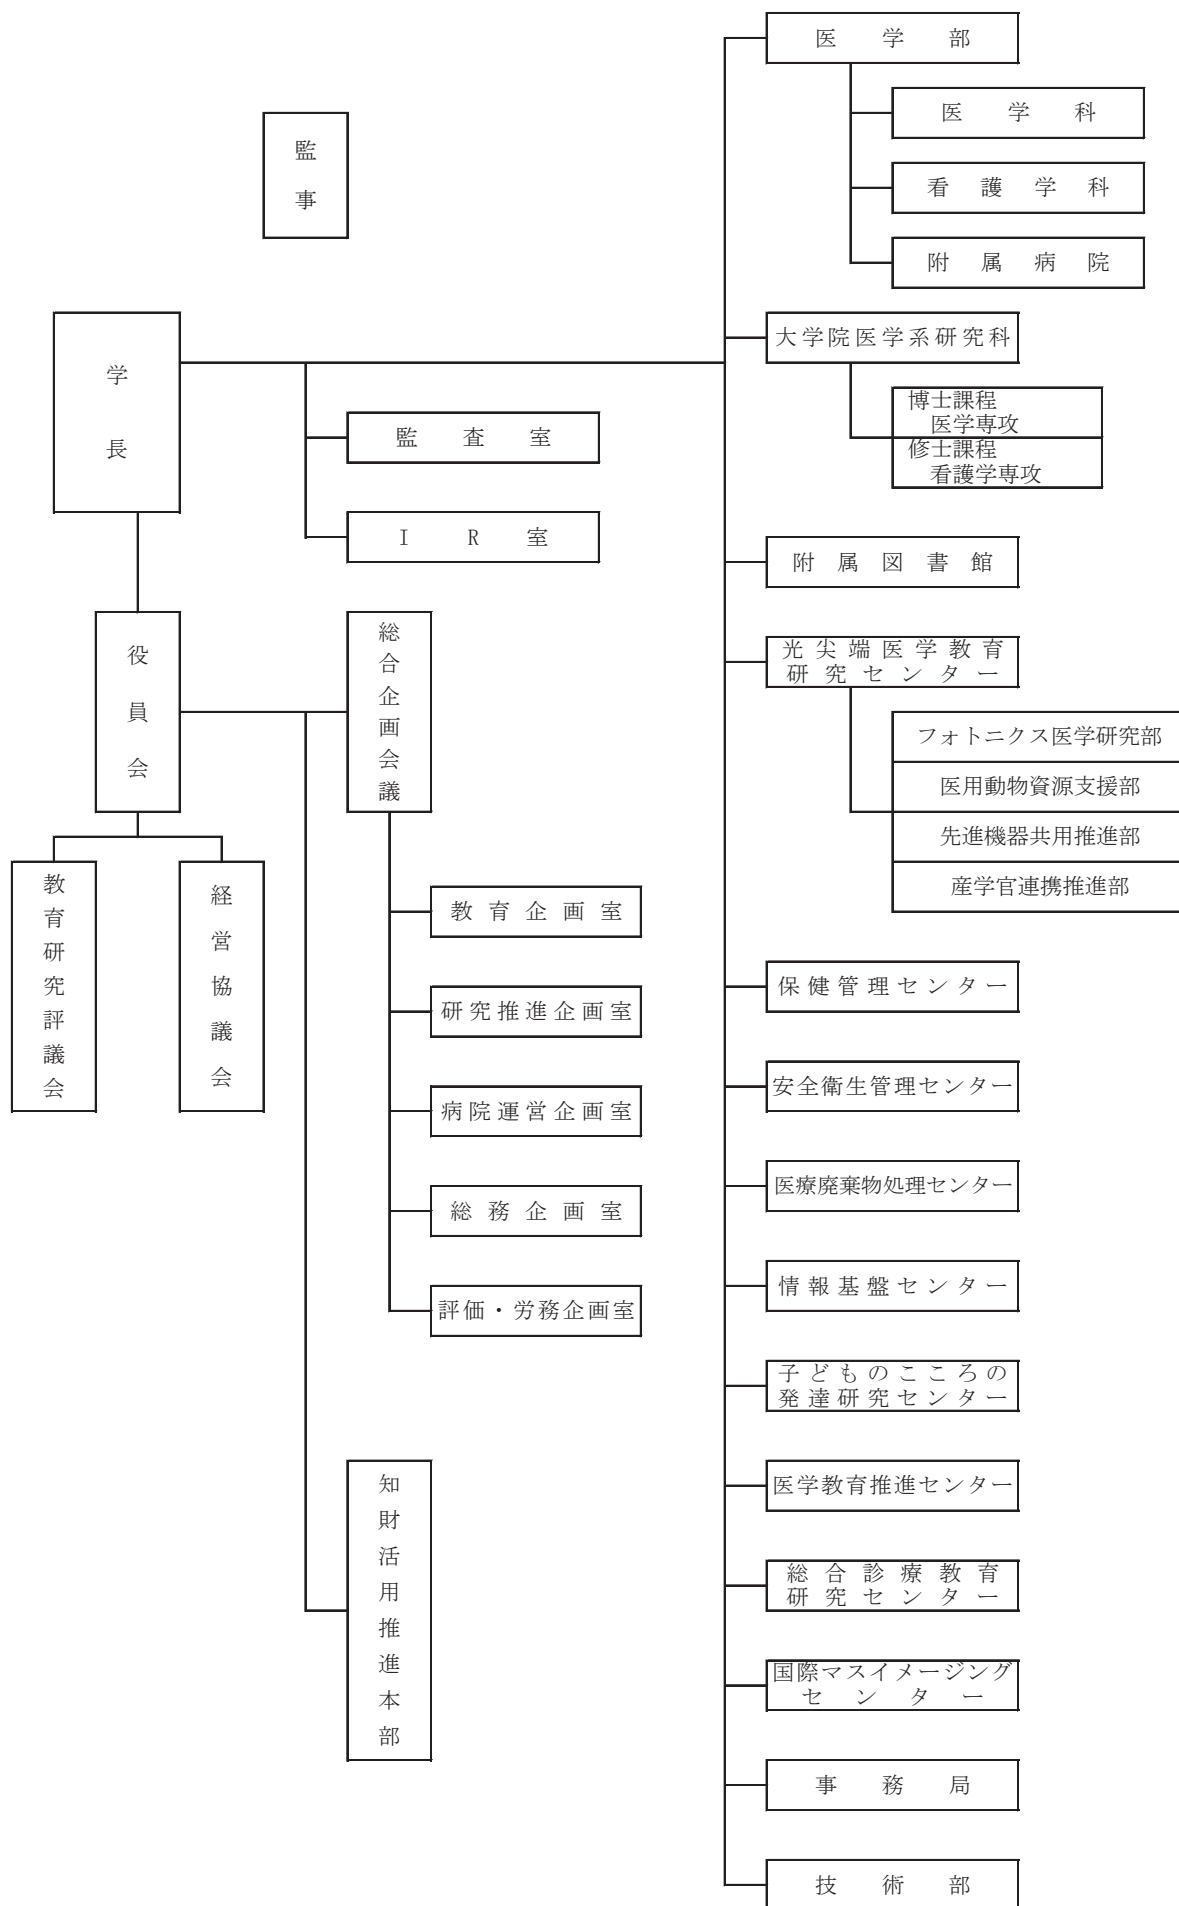 監事
学長
監査室
IR室
役員会
総合企画会議
教育研究評議会
経営協議会
教育企画室
研究推進企画室
病院運営企画室
総務企画室
評価・労務企画室
知財活用推進本部
医学部
医学科
看護学科
附属病院
大学院医学系研究科
博士課程
医学専攻
修士課程
看護学専攻
附属図書館
光尖端医学教育
研究センター
フォトニクス医学研究部
医用動物資源支援部
先進機器共用推進部
産学官連携推進部
保健管理センター
安全衛生管理センター
医療廃棄物処理センター
情報基盤センター
子どものこころの
発達研究センター
医学教育推進センター
総合診療教育
研究センター
国際マスイメージング
センター
事務局
技術部